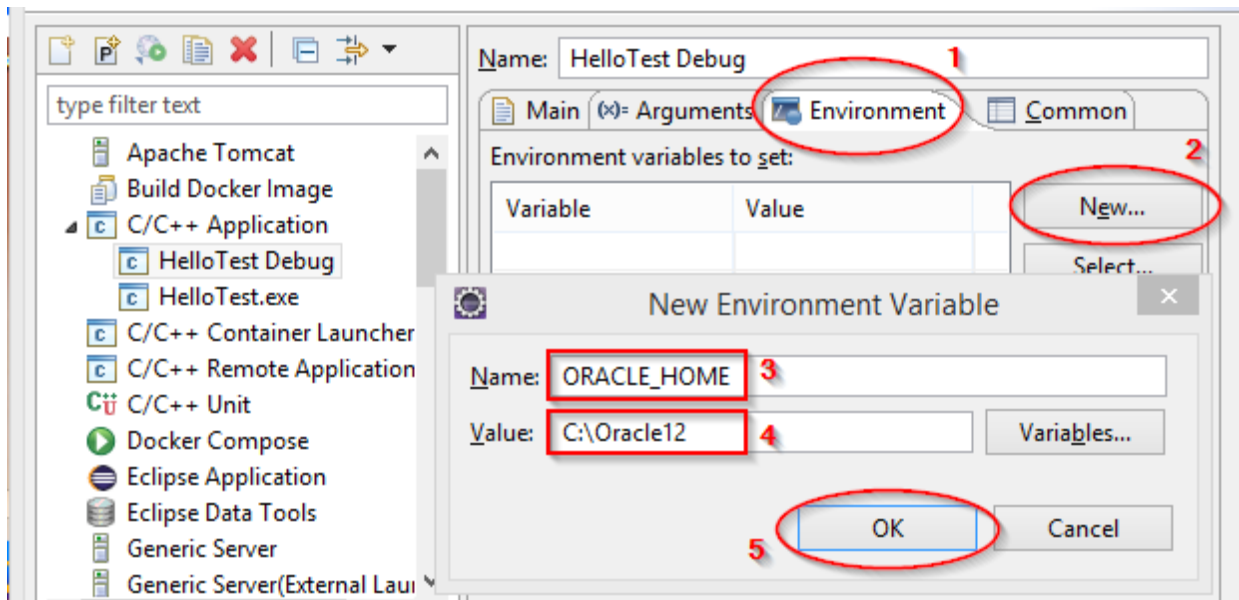 Name: HelloTest Debug
1
type filter text
Main (x)= Arguments Environment Common
Apache Tomcat
Environment variables to set:
2
Build Docker Image
Variable Value New...
C/C++ Application
HelloTest Debug
Select...
HelloTest.exe
New Environment Variable
C/C++ Container Launcher
C/C++ Remote Application
Name: ORACLE_HOME 3
C/C++ Unit
Value: C:\Oracle12 4 Variables...
Docker Compose
Eclipse Application
Eclipse Data Tools
OK Cancel
5
Generic Server
Generic Server(External Lau